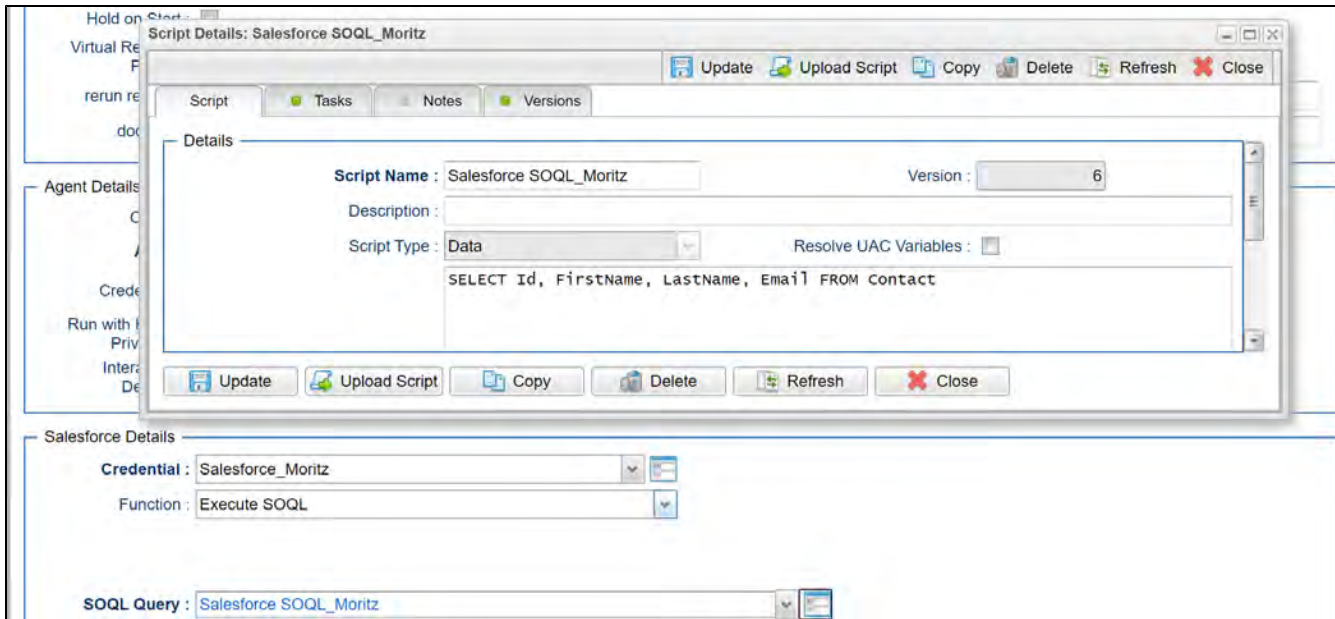 Hold on Start :
Script Details: Salesforce SOQL_Moritz
Virtual Re
Update Upload Script Copy Delete Refresh Close
rerun re
Script Tasks Notes Versions
doc
Details
Script Name : Salesforce SOQL_Moritz Version : 6
Agent Details
Description :
Script Type : Data Resolve UAC Variables :
SELECT Id, FirstName, LastName, Email FROM Contact
Crede
Run with
Priv
Inter
De
Update Upload Script Copy Delete Refresh Close
Salesforce Details
Credential : Salesforce_Moritz
Function : Execute SOQL
SOQL Query : Salesforce SOQL_Moritz